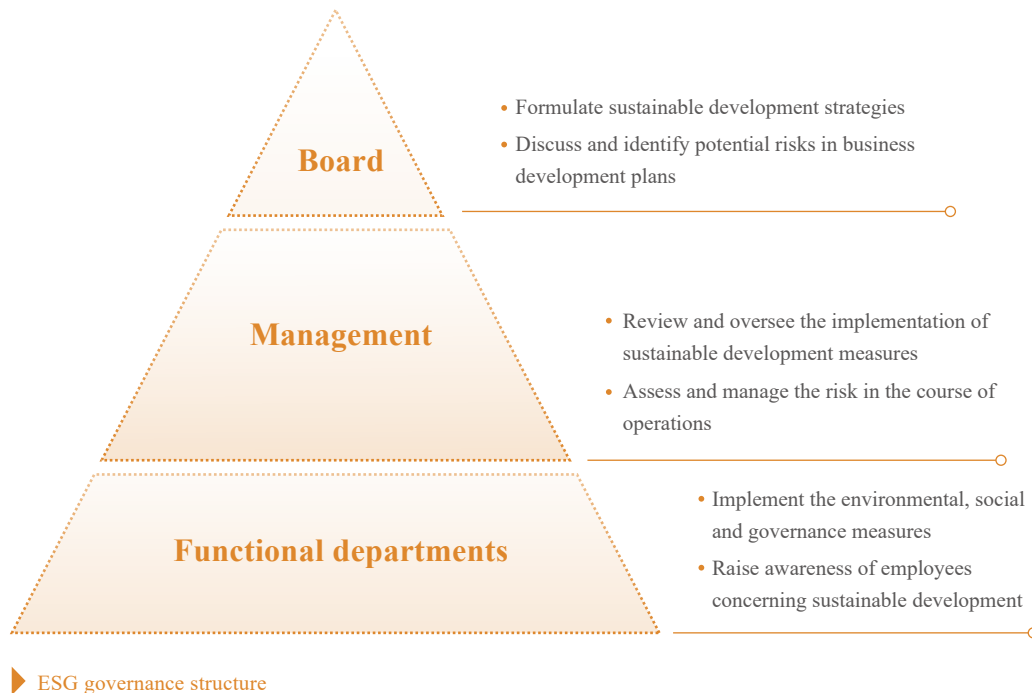 Board
• Formulate sustainable development strategies
• Discuss and identify potential risks in business
development plans
Management
• Review and oversee the implementation of
sustainable development measures
• Assess and manage the risk in the course of
operations
Functional departments
• Implement the environmental, social
and governance measures
• Raise awareness of employees
concerning sustainable development
ESG governance structure